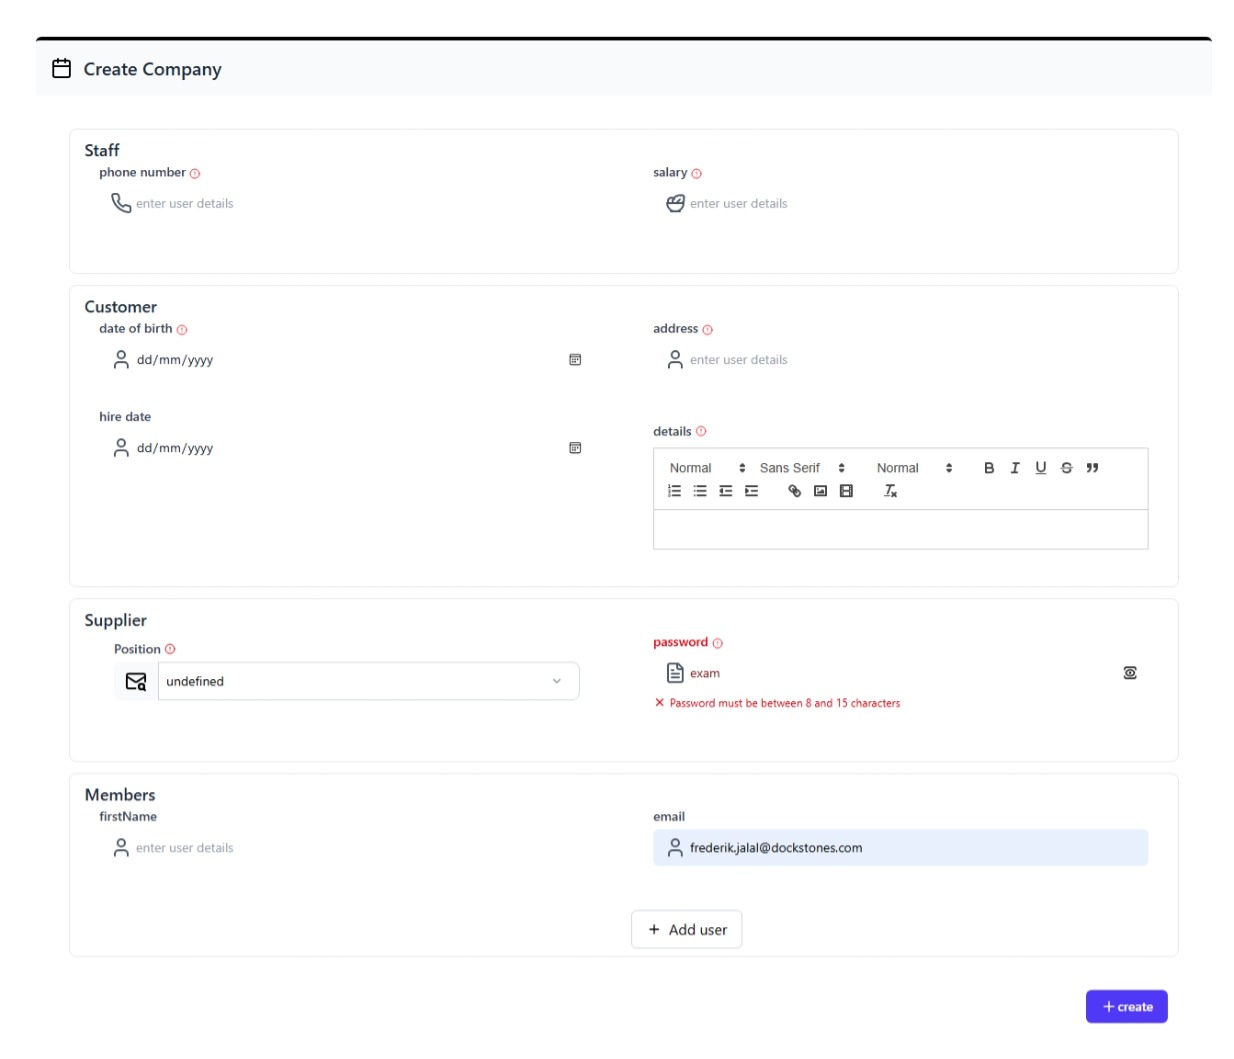 Create Company
Staff
phone number
enter user details
salary
enter user details
Customer
date of birth
dd/mm/yyyy
address
enter user details
hire date
dd/mm/yyyy
details
Normal Sans Serif Normal B I U S
Supplier
Position
undefined
password
exam
Password must be between 8 and 15 characters
Members
firstName
enter user details
email
frederik.jalal@dockstones.com
+ Add user
+ create